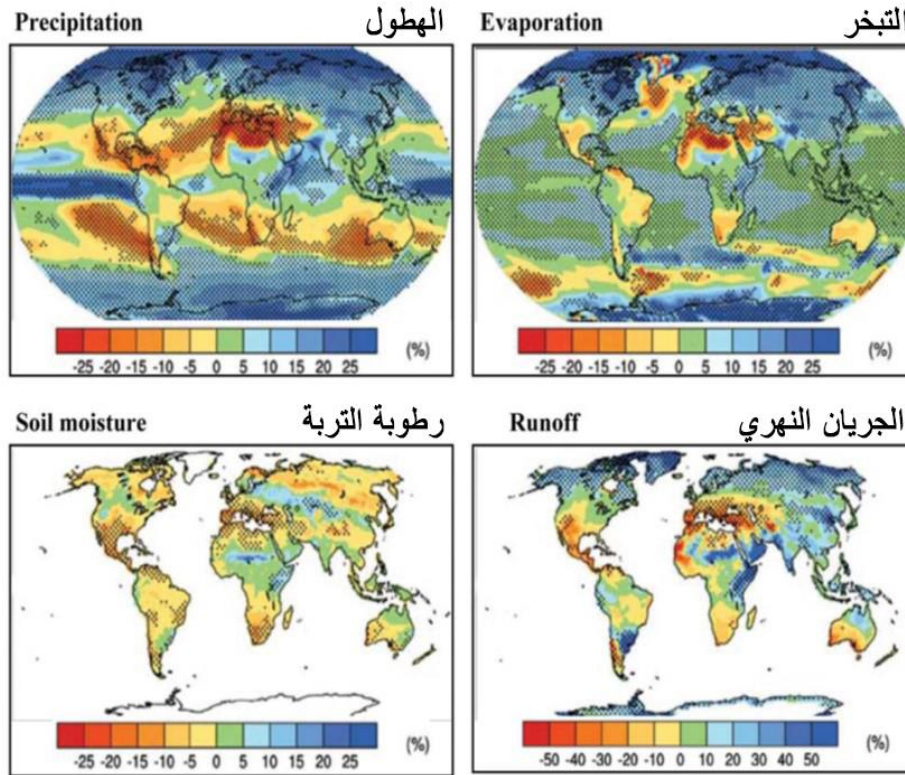 Precipitation الهطول
Evaporation التبخر
-25 -20 -15 -10 -5 0 5 10 15 20 25 (%)
-25 -20 -15 -10 -5 0 5 10 15 20 25 (%)
Soil moisture رطوبة التربة
Runoff الجريان النهري
-25 -20 -15 -10 -5 0 5 10 15 20 25 (%)
-50 -40 -30 -20 -10 0 10 20 30 40 50 (%)